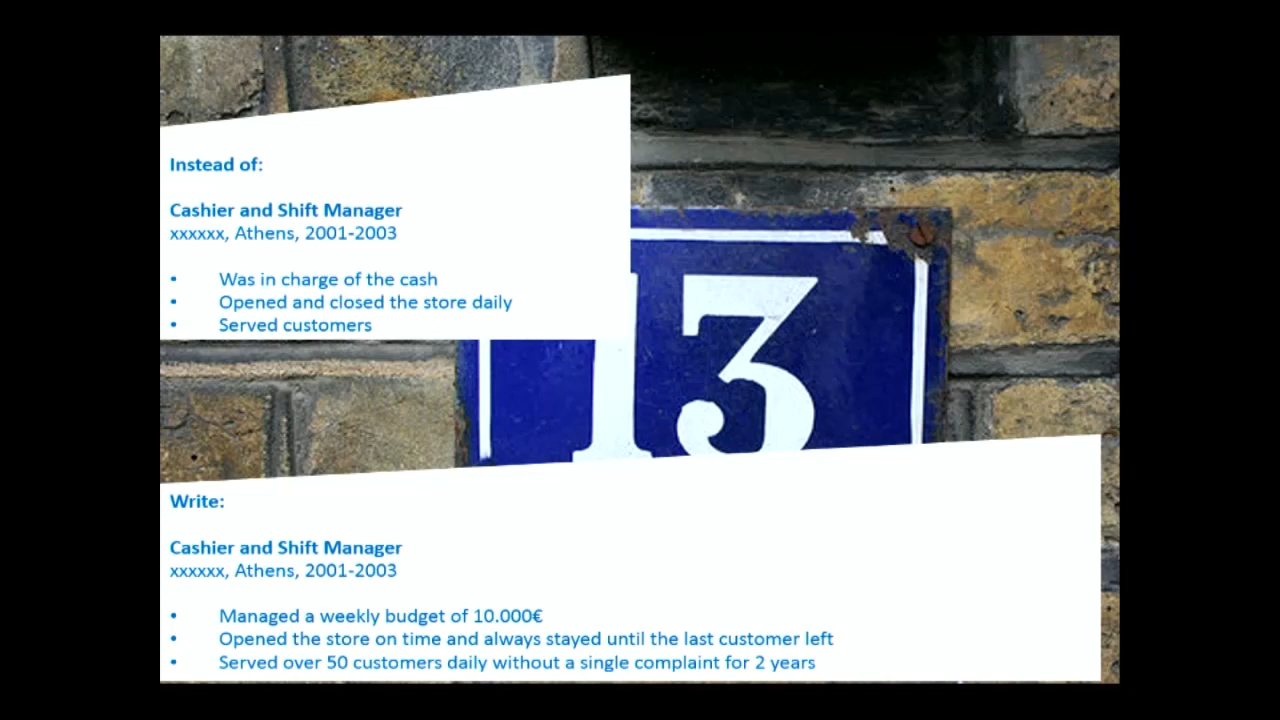 Instead of:
Cashier and Shift Manager
xxxxxx, Athens, 2001-2003
• Was in charge of the cash
• Opened and closed the store daily
• Served customers
13
Write:
Cashier and Shift Manager
xxxxxx, Athens, 2001-2003
• Managed a weekly budget of 10.000€
• Opened the store on time and always stayed until the last customer left
• Served over 50 customers daily without a single complaint for 2 years